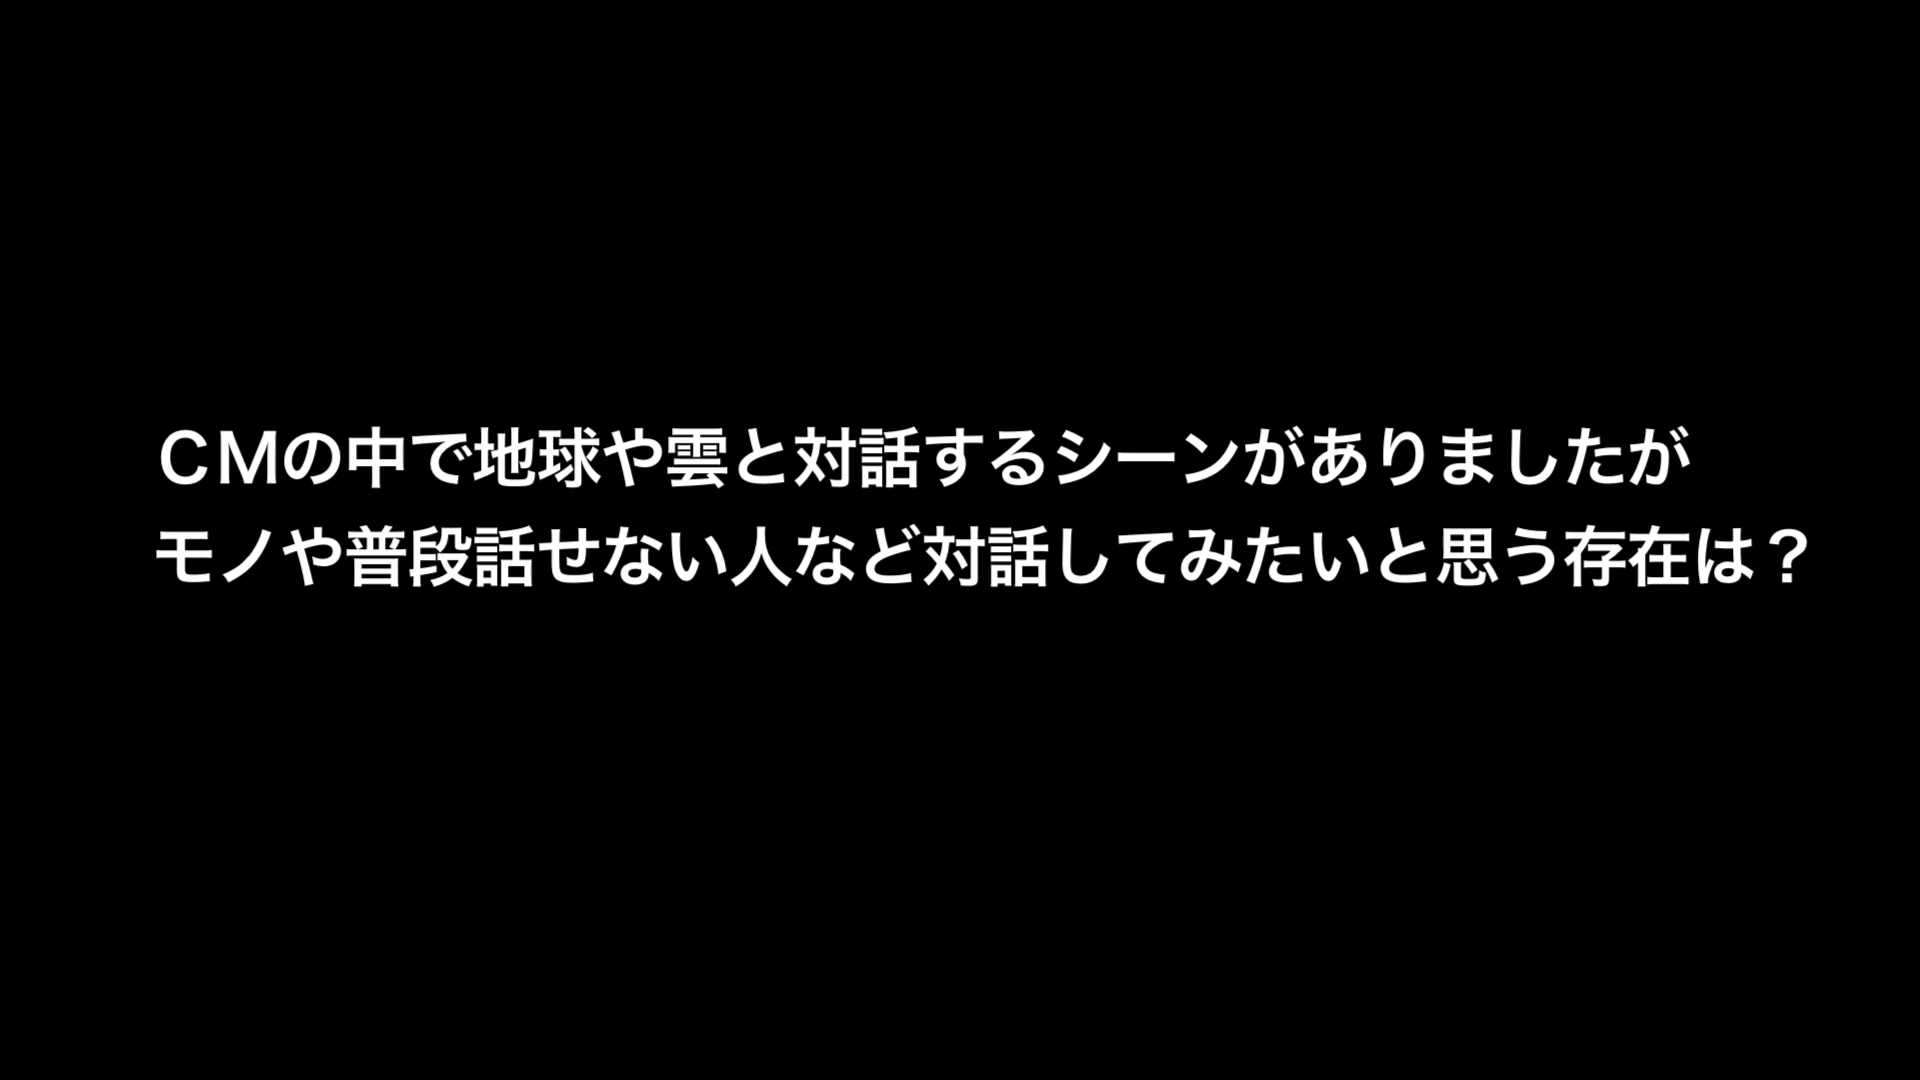 ＣＭの中で地球や雲と対話するシーンがありましたが
モノや普段話せない人など対話してみたいと思う存在は？